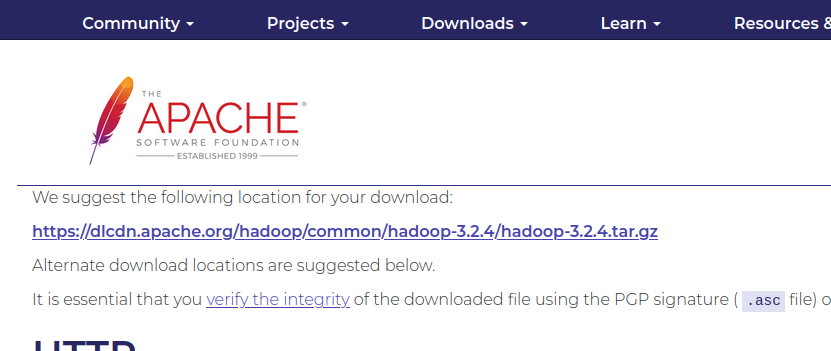 Community Projects Downloads Learn Resources &
THE
APACHE®
SOFTWARE FOUNDATION
ESTABLISHED 1999
We suggest the following location for your download:
https://dlcdn.apache.org/hadoop/common/hadoop-3.2.4/hadoop-3.2.4.tar.gz
Alternate download locations are suggested below.
It is essential that you verify the integrity of the downloaded file using the PGP signature ( .asc file) o
HTTP